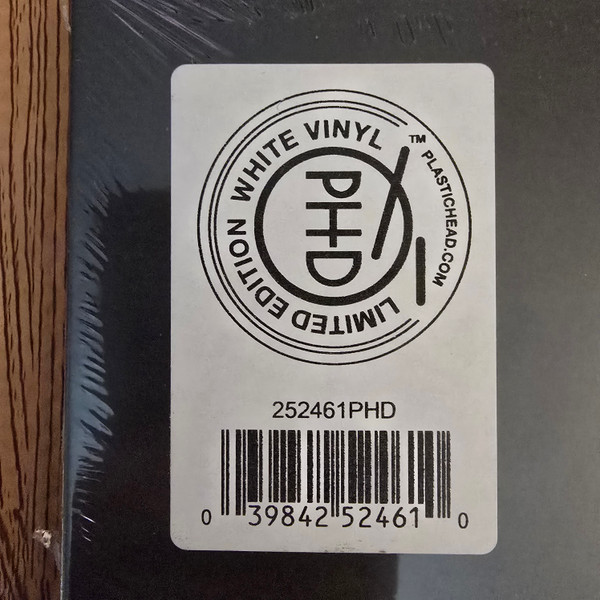 LIMITED EDITION WHITE VINYL
™ PLASTICHEAD.COM
PHD
252461PHD
0 39842 52461 0